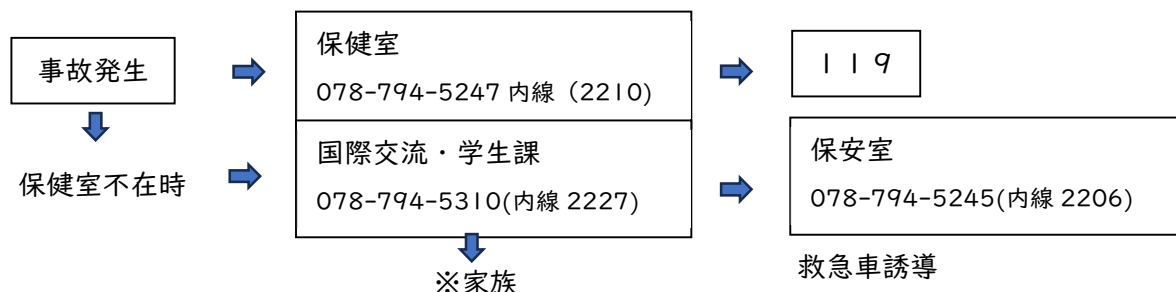 事故発生
保健室
078-794-5247 内線（2210)
119
保健室不在時
国際交流・学生課
078-794-5310(内線 2227)
保安室
078-794-5245(内線 2206)
※家族
救急車誘導